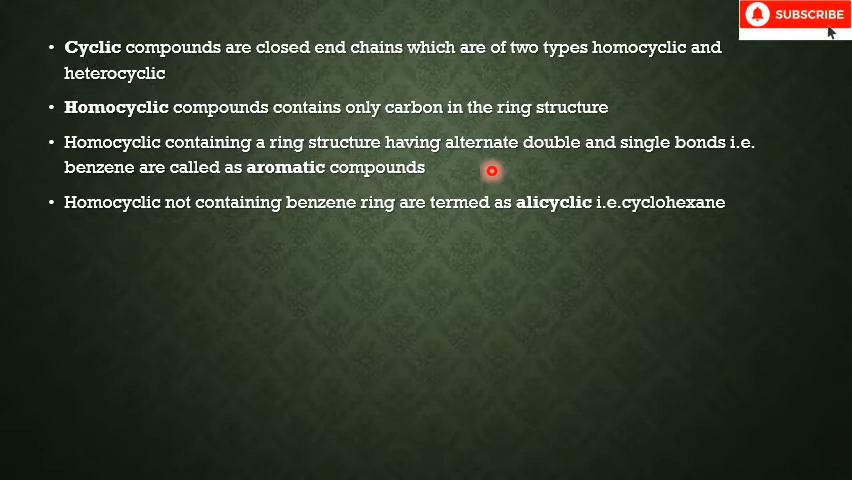 SUBSCRIBE
• Cyclic compounds are closed end chains which are of two types homocyclic and
heterocyclic
• Homocyclic compounds contains only carbon in the ring structure
• Homocyclic containing a ring structure having alternate double and single bonds i.e.
benzene are called as aromatic compounds
• Homocyclic not containing benzene ring are termed as alicyclic i.e.cyclohexane